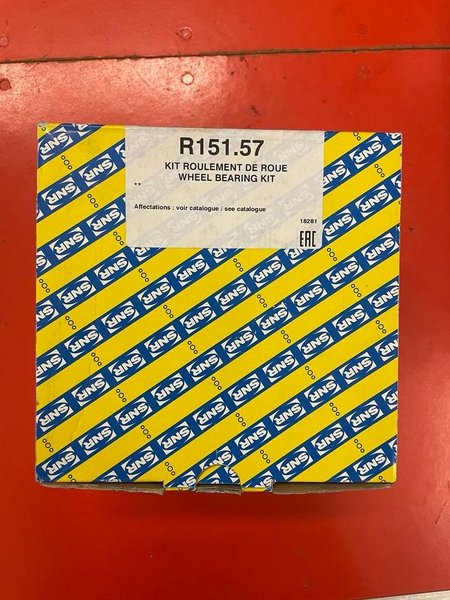 R151.57
KIT ROULEMENT DE ROUE
WHEEL BEARING KIT
Affectations : voir catalogue / see catalogue
18281
EAC
SNR